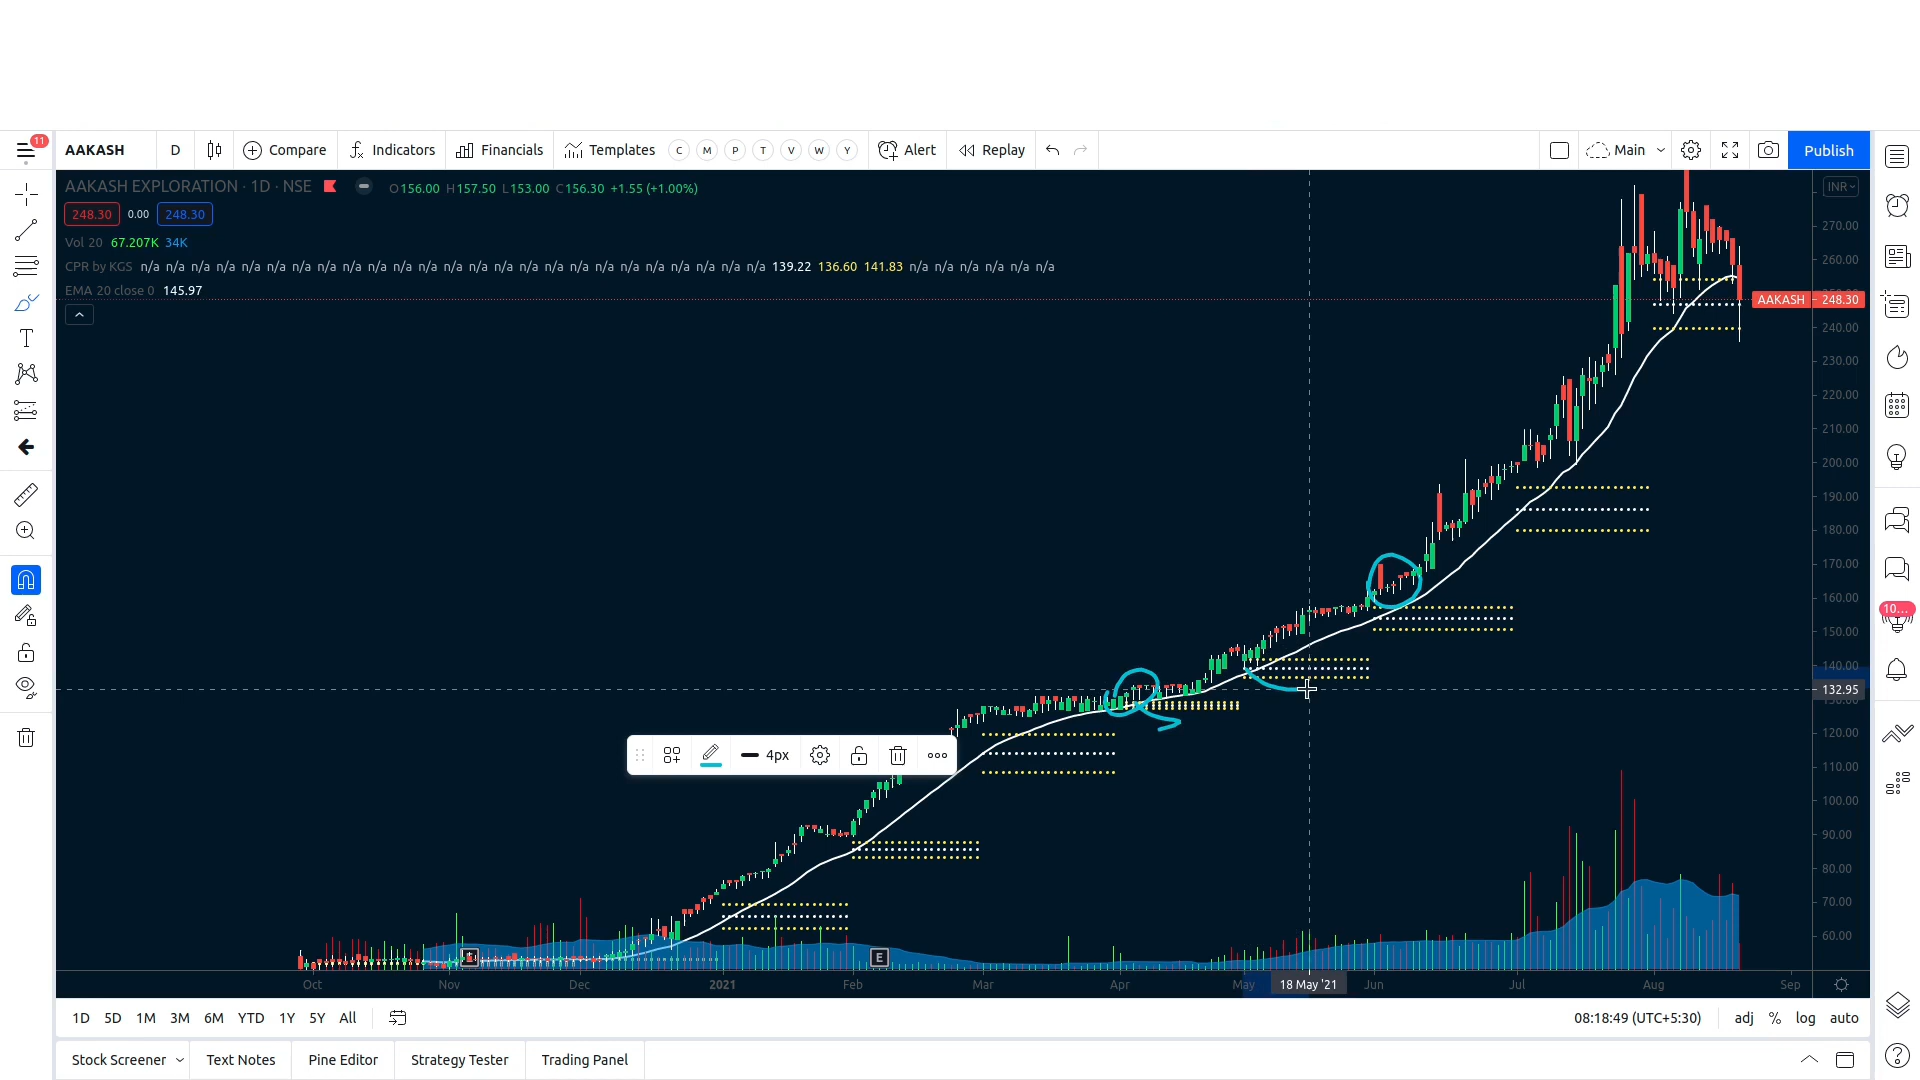 11
AAKASH D Compare Indicators Financials Templates C M P T V W Y Alert Replay Main Publish
AAKASH EXPLORATION · 1D · NSE O156.00 H157.50 L153.00 C156.30 +1.55 (+1.00%) INR
248.30 0.00 248.30
Vol 20 67.207K 34K
CPR by KGS n/a n/a n/a n/a n/a n/a n/a n/a n/a n/a n/a n/a n/a n/a n/a n/a n/a n/a n/a n/a n/a n/a n/a n/a n/a 139.22 136.60 141.83 n/a n/a n/a n/a n/a n/a
EMA 20 close 0 145.97
270.00
260.00
AAKASH 248.30
240.00
230.00
220.00
210.00
200.00
190.00
180.00
170.00
160.00
10...
150.00
140.00
132.95
120.00
4px
110.00
100.00
90.00
80.00
70.00
60.00
E E
Oct Nov Dec 2021 Feb Mar Apr May 18 May '21 Jun Jul Aug Sep
1D 5D 1M 3M 6M YTD 1Y 5Y All 08:18:49 (UTC+5:30) adj % log auto
Stock Screener Text Notes Pine Editor Strategy Tester Trading Panel